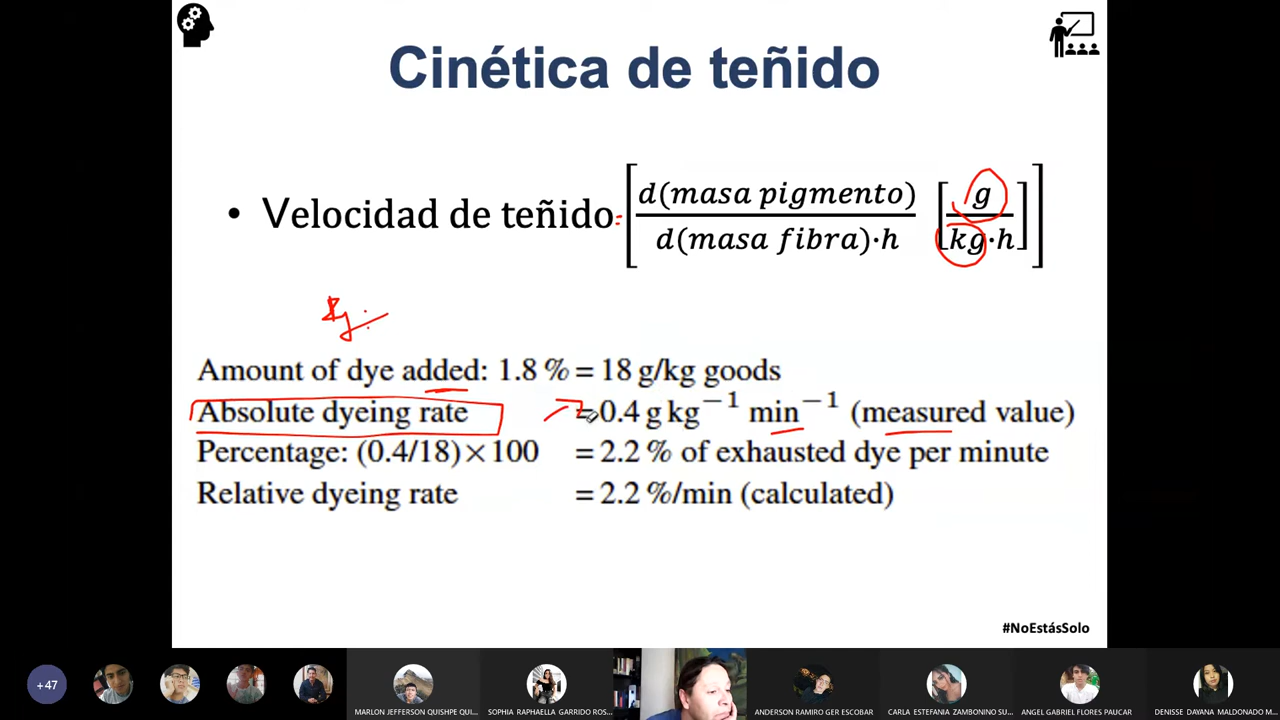 Cinética de teñido
• Velocidad de teñido: [d(masa pigmento) / d(masa fibra)·h [g / kg·h]]
Ej:
Amount of dye added: 1.8 % = 18 g/kg goods
Absolute dyeing rate = 0.4 g kg⁻¹ min⁻¹ (measured value)
Percentage: (0.4/18)×100 = 2.2 % of exhausted dye per minute
Relative dyeing rate = 2.2 %/min (calculated)
#NoEstásSolo
+47
MARLON JEFFERSON QUISHPE QUI...
SOPHIA RAPHAELLA GARRIDO ROS...
ANDERSON RAMIRO GER ESCOBAR
CARLA ESTEFANIA ZAMBONINO SU...
ANGEL GABRIEL FLORES PAUCAR
DENISSE DAYANA MALDONADO M...